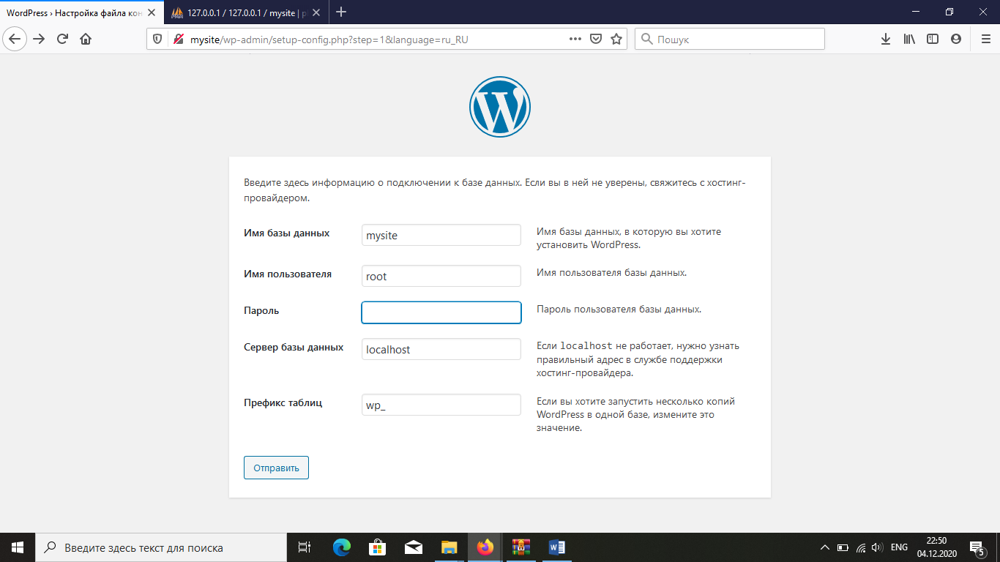 WordPress › Настройка файла кон
127.0.0.1 / 127.0.0.1 / mysite | p
mysite/wp-admin/setup-config.php?step=1&language=ru_RU
Пошук
Введите здесь информацию о подключении к базе данных. Если вы в ней не уверены, свяжитесь с хостинг-
провайдером.
Имя базы данных
mysite
Имя базы данных, в которую вы хотите
установить WordPress.
Имя пользователя
root
Имя пользователя базы данных.
Пароль
Пароль пользователя базы данных.
Сервер базы данных
localhost
Если localhost не работает, нужно узнать
правильный адрес в службе поддержки
хостинг-провайдера.
Префикс таблиц
wp_
Если вы хотите запустить несколько копий
WordPress в одной базе, измените это
значение.
Отправить
Введите здесь текст для поиска
ENG
22:50
04.12.2020
5